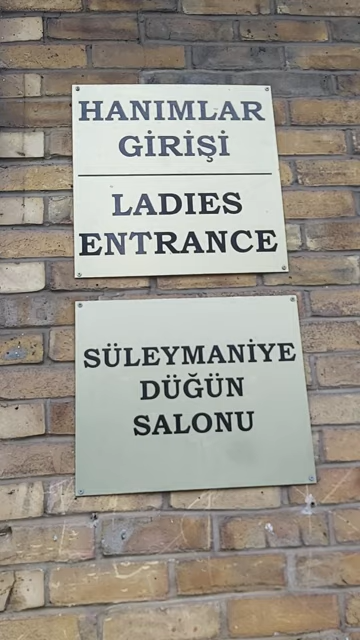 HANIMLAR
GİRİŞİ
LADIES
ENTRANCE
SÜLEYMANİYE
DÜĞÜN
SALONU